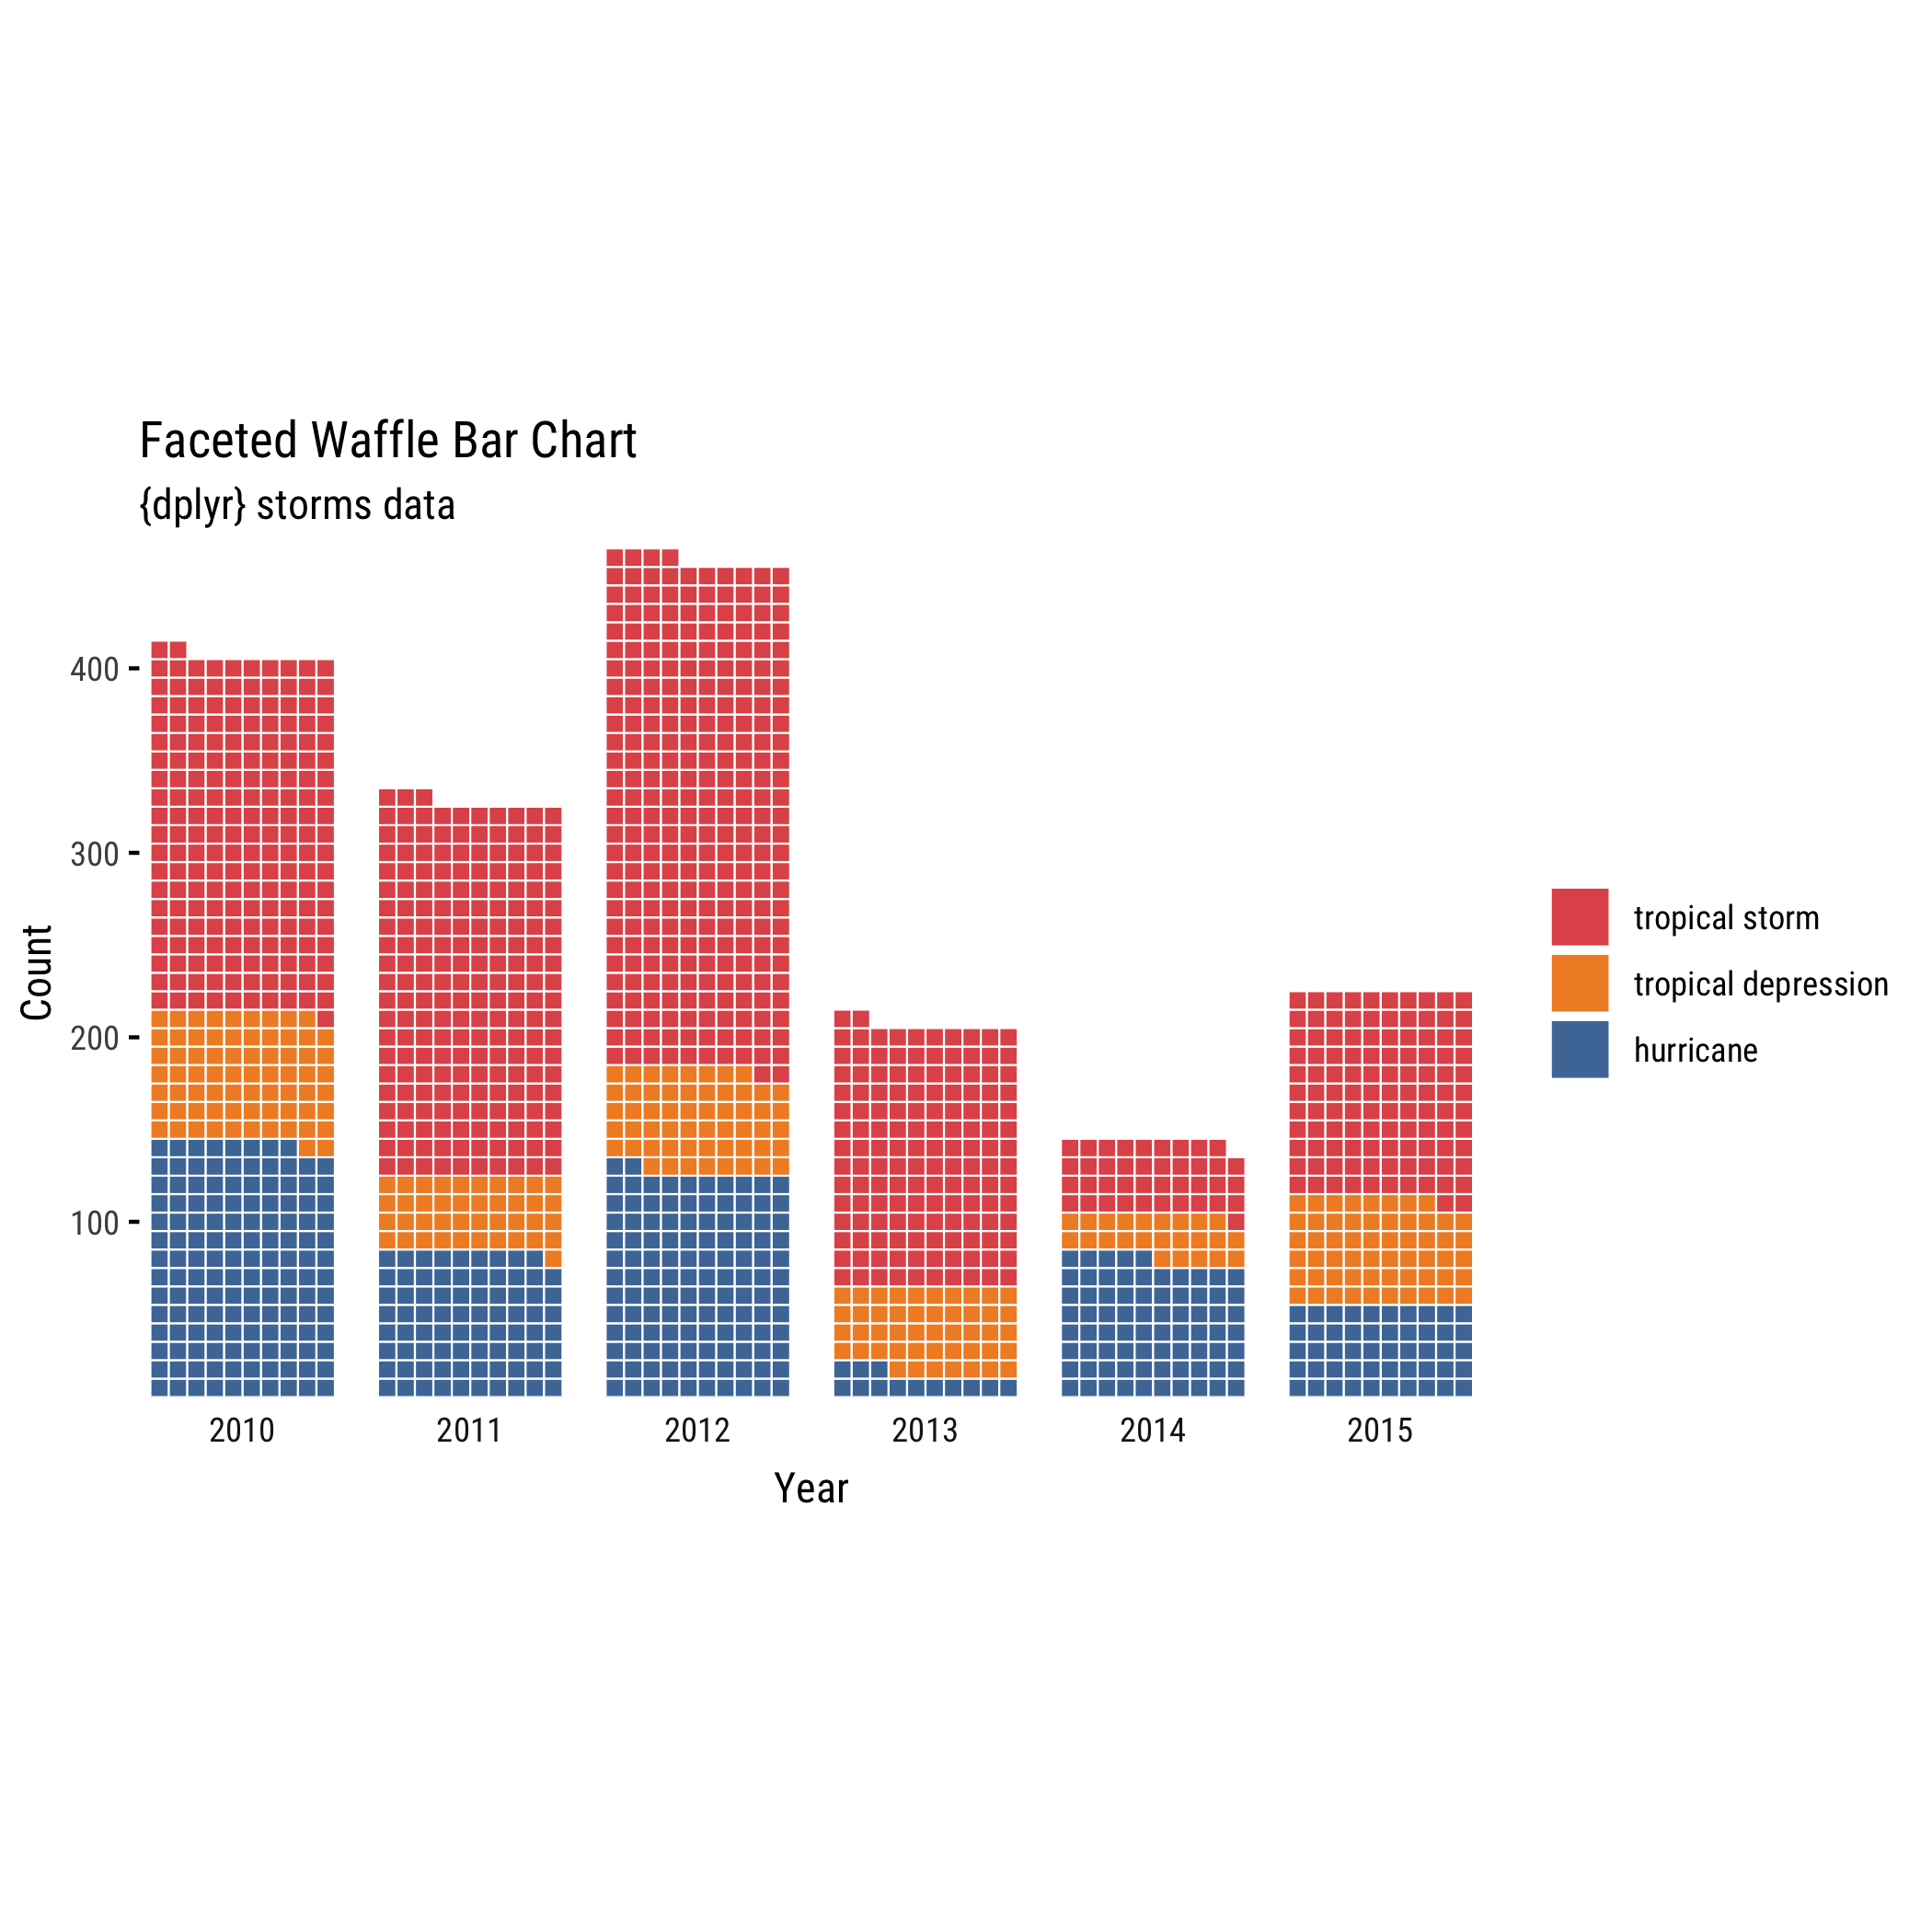 Faceted Waffle Bar Chart
{dplyr} storms data
Count
400
300
200
100
2010
2011
2012
2013
2014
2015
Year
tropical storm
tropical depression
hurricane